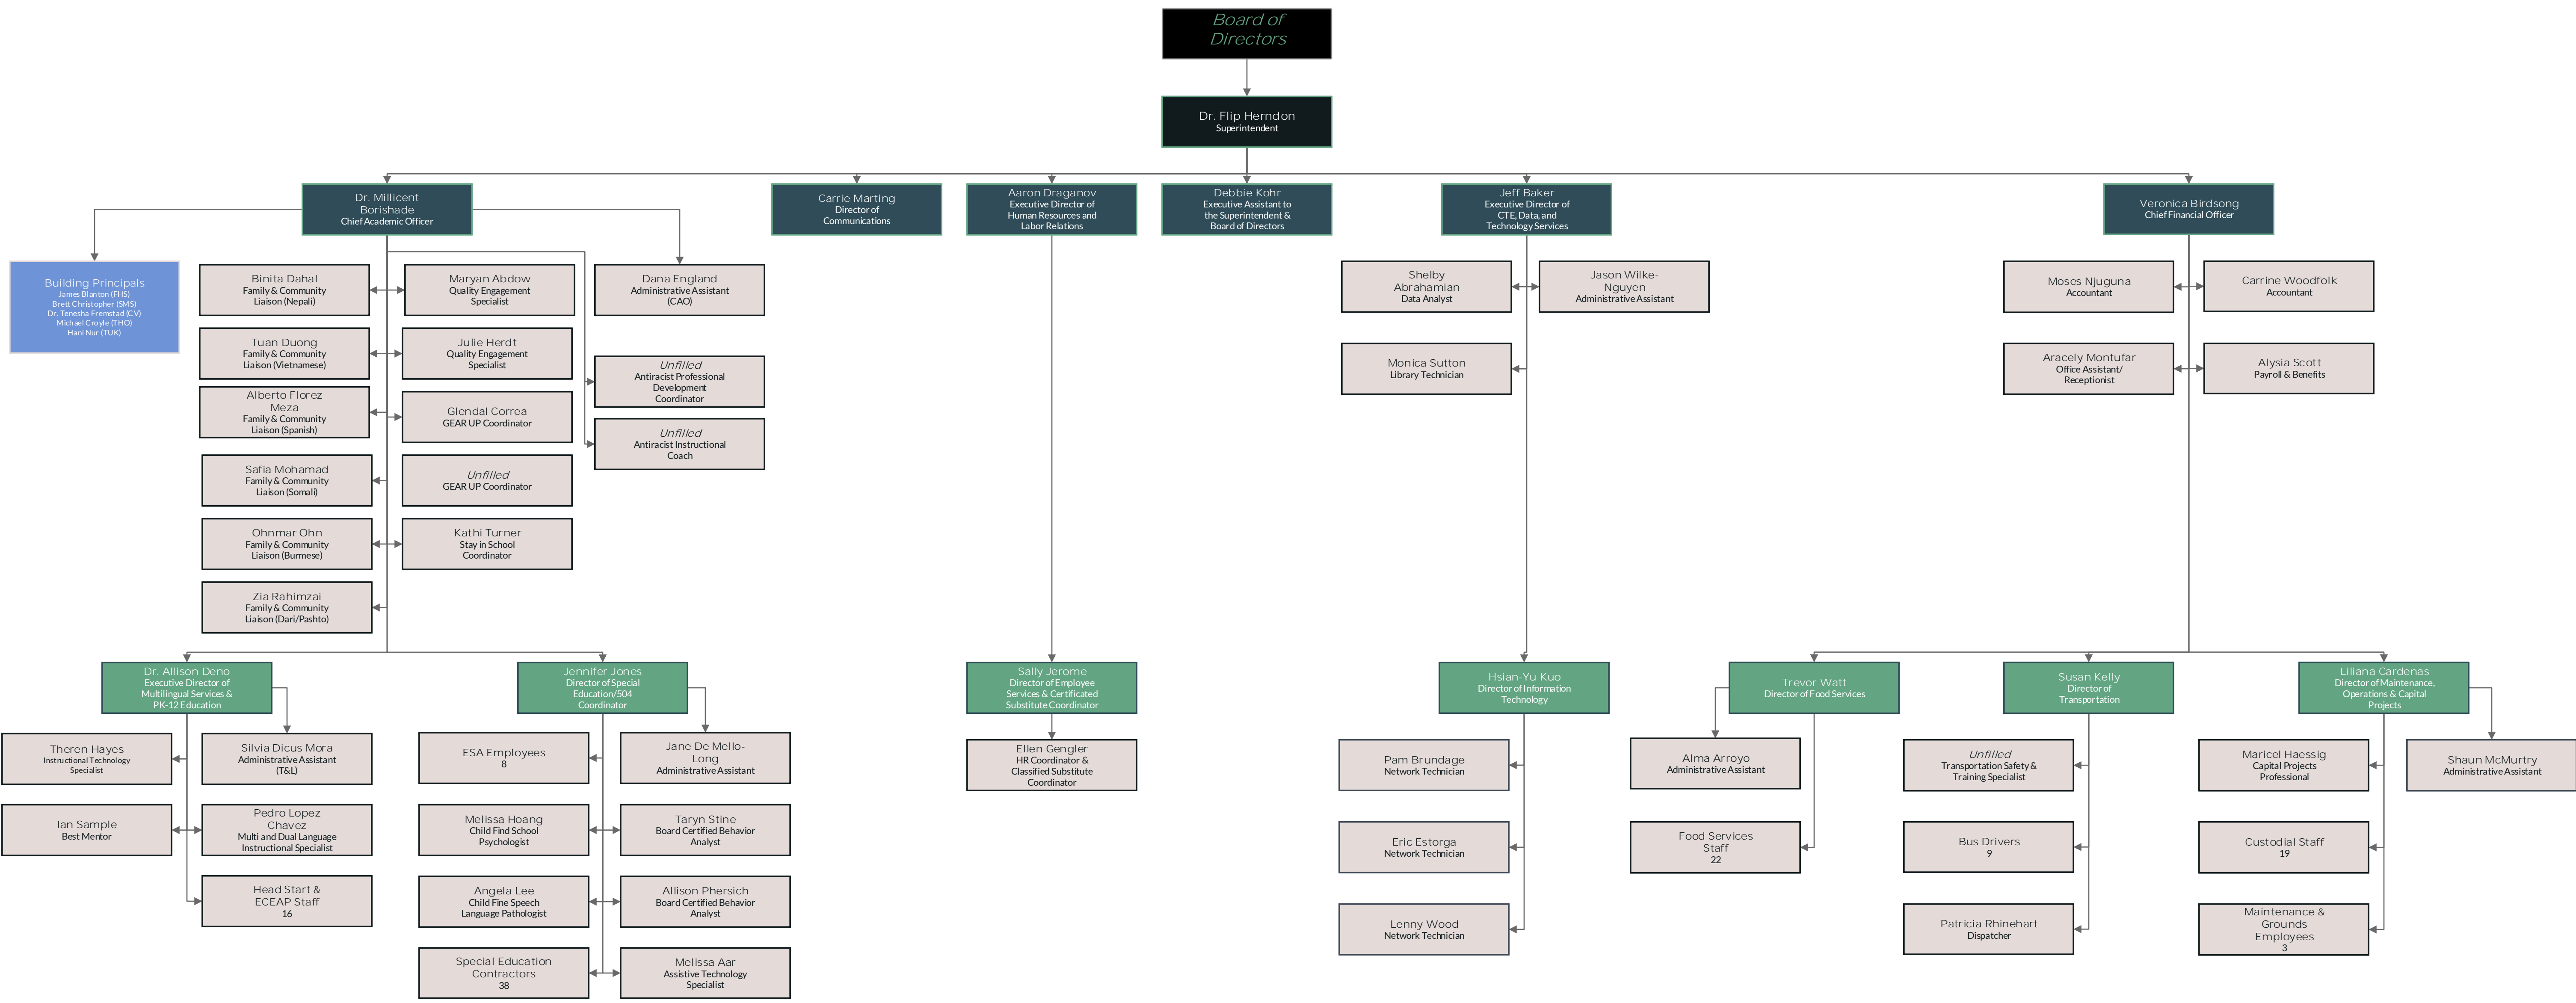 Board of
Directors
Dr. Flip Herndon
Superintendent
Dr. Millicent
Borishade
Chief Academic Officer
Carrie Marting
Director of
Communications
Aaron Draganov
Executive Director of
Human Resources and
Labor Relations
Debbie Kohr
Executive Assistant to
the Superintendent &
Board of Directors
Jeff Baker
Executive Director of
CTE, Data, and
Technology Services
Veronica Birdsong
Chief Financial Officer
Building Principals
James Blanton (FHS)
Brett Christopher (SMS)
Dr. Tenesha Fremstad (CV)
Michael Croyle (THO)
Hani Nur (TUK)
Binita Dahal
Family & Community
Liaison (Nepali)
Maryan Abdow
Quality Engagement
Specialist
Dana England
Administrative Assistant
(CAO)
Tuan Duong
Family & Community
Liaison (Vietnamese)
Julie Herdt
Quality Engagement
Specialist
Unfilled
Antiracist Professional
Development
Coordinator
Alberto Florez
Meza
Family & Community
Liaison (Spanish)
Glendal Correa
GEAR UP Coordinator
Unfilled
Antiracist Instructional
Coach
Safia Mohamad
Family & Community
Liaison (Somali)
Unfilled
GEAR UP Coordinator
Ohnmar Ohn
Family & Community
Liaison (Burmese)
Kathi Turner
Stay in School
Coordinator
Zia Rahimzai
Family & Community
Liaison (Dari/Pashto)
Shelby
Abrahamian
Data Analyst
Jason Wilke-
Nguyen
Administrative Assistant
Monica Sutton
Library Technician
Moses Njuguna
Accountant
Carrine Woodfolk
Accountant
Aracely Montufar
Office Assistant/
Receptionist
Alysia Scott
Payroll & Benefits
Dr. Allison Deno
Executive Director of
Multilingual Services &
PK-12 Education
Jennifer Jones
Director of Special
Education/504
Coordinator
Sally Jerome
Director of Employee
Services & Certificated
Substitute Coordinator
Hsian-Yu Kuo
Director of Information
Technology
Trevor Watt
Director of Food Services
Susan Kelly
Director of
Transportation
Liliana Cardenas
Director of Maintenance,
Operations & Capital
Projects
Theren Hayes
Instructional Technology
Specialist
Silvia Dicus Mora
Administrative Assistant
(T&L)
Ian Sample
Best Mentor
Pedro Lopez
Chavez
Multi and Dual Language
Instructional Specialist
Head Start &
ECEAP Staff
16
ESA Employees
8
Jane De Mello-
Long
Administrative Assistant
Melissa Hoang
Child Find School
Psychologist
Taryn Stine
Board Certified Behavior
Analyst
Angela Lee
Child Fine Speech
Language Pathologist
Allison Phersich
Board Certified Behavior
Analyst
Special Education
Contractors
38
Melissa Aar
Assistive Technology
Specialist
Ellen Gengler
HR Coordinator &
Classified Substitute
Coordinator
Pam Brundage
Network Technician
Eric Estorga
Network Technician
Lenny Wood
Network Technician
Alma Arroyo
Administrative Assistant
Food Services
Staff
22
Unfilled
Transportation Safety &
Training Specialist
Bus Drivers
9
Patricia Rhinehart
Dispatcher
Maricel Haessig
Capital Projects
Professional
Shaun McMurtry
Administrative Assistant
Custodial Staff
19
Maintenance &
Grounds
Employees
3